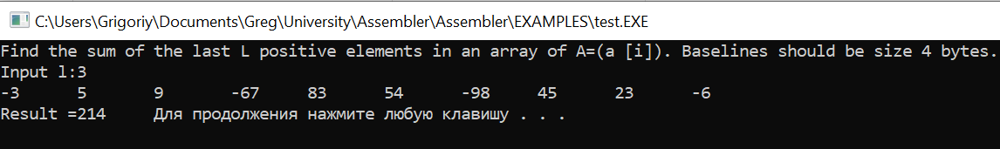 C:\Users\Grigoriy\Documents\Greg\University\Assembler\Assembler\EXAMPLES\test.EXE
Find the sum of the last L positive elements in an array of A=(a [i]). Baselines should be size 4 bytes.
Input l:3
-3 5 9 -67 83 54 -98 45 23 -6
Result =214 Для продолжения нажмите любую клавишу . . .